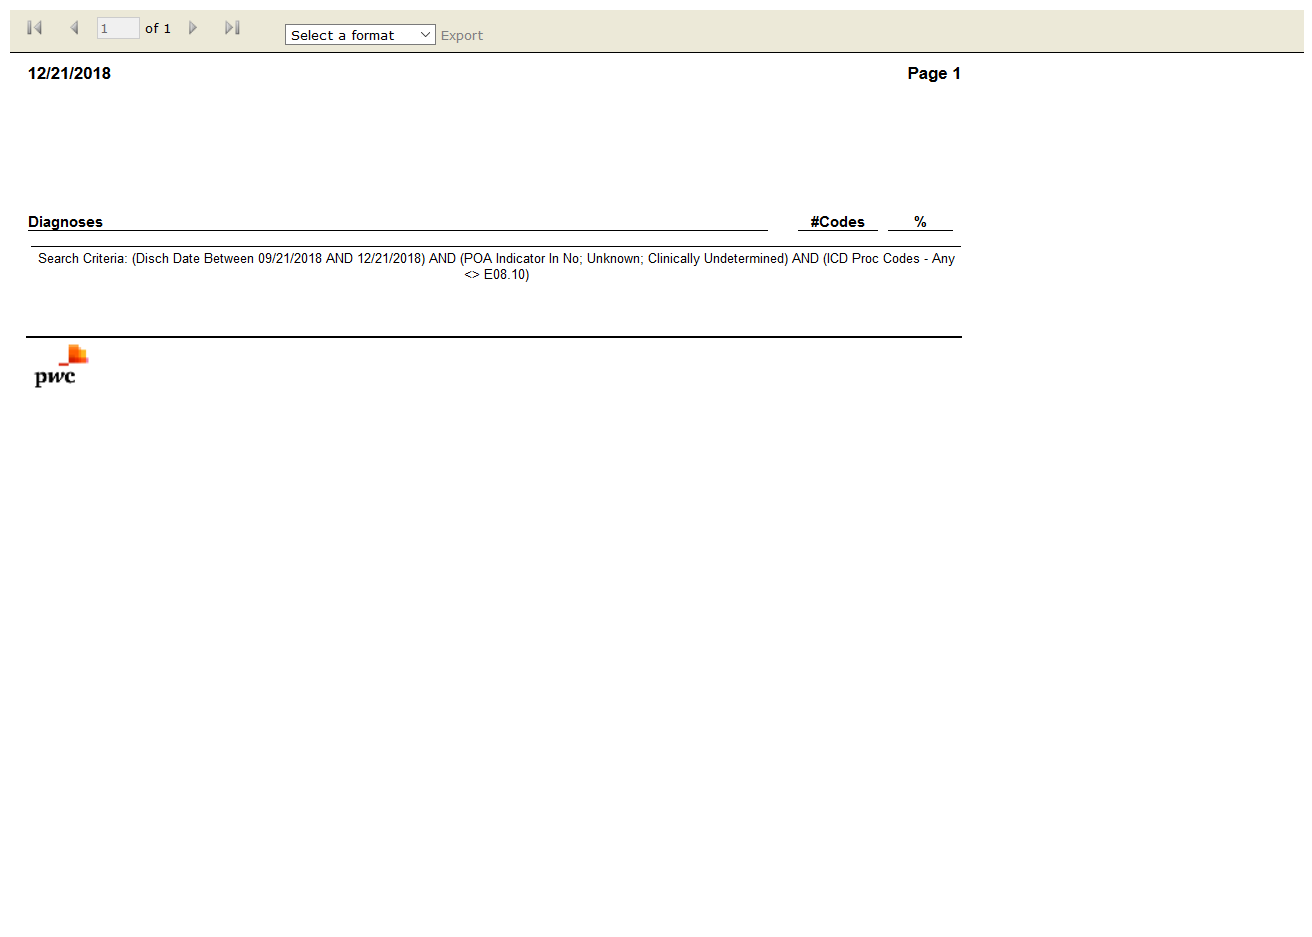 1 of 1 Select a format Export
12/21/2018 Page 1
Diagnoses #Codes %
Search Criteria: (Disch Date Between 09/21/2018 AND 12/21/2018) AND (POA Indicator In No; Unknown; Clinically Undetermined) AND (ICD Proc Codes - Any
<> E08.10)
pwc